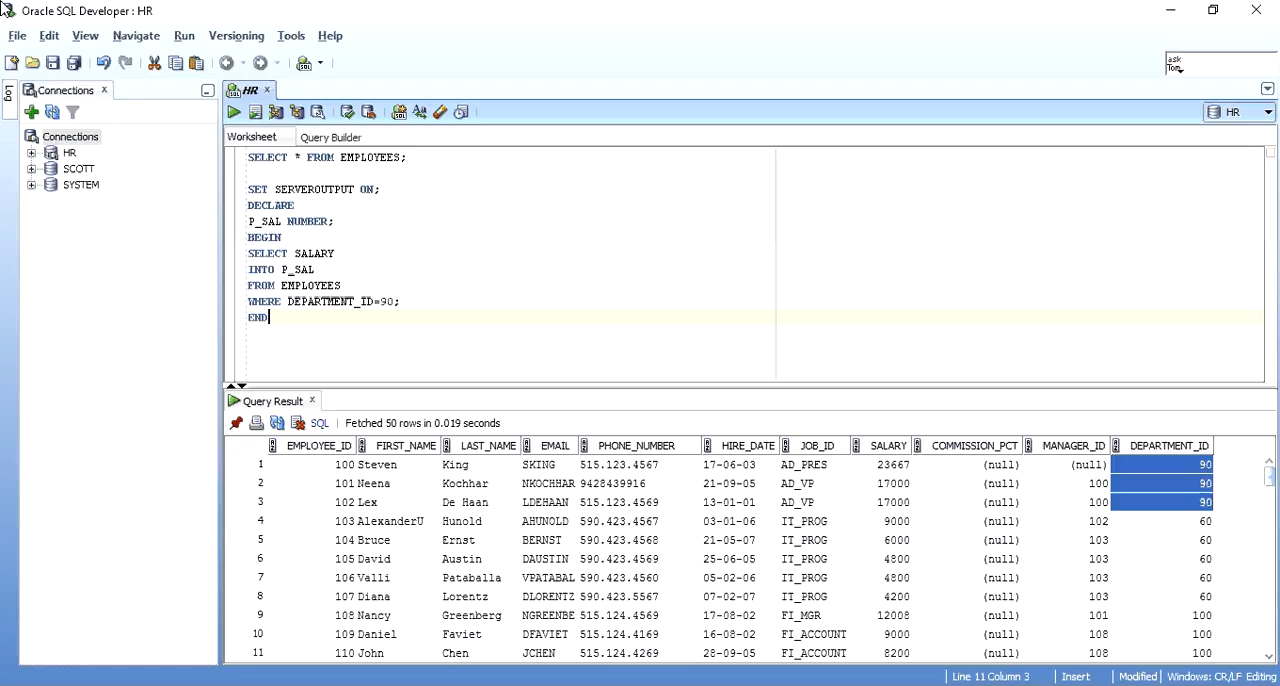 Oracle SQL Developer : HR
File Edit View Navigate Run Versioning Tools Help
ask
Tom
Log
Connections
HR
HR
Worksheet Query Builder
Connections
HR
SCOTT
SYSTEM
SELECT * FROM EMPLOYEES;
SET SERVEROUTPUT ON;
DECLARE
P_SAL NUMBER;
BEGIN
SELECT SALARY
INTO P_SAL
FROM EMPLOYEES
WHERE DEPARTMENT_ID=90;
END
Query Result
SQL | Fetched 50 rows in 0.019 seconds
EMPLOYEE_ID FIRST_NAME LAST_NAME EMAIL PHONE_NUMBER HIRE_DATE JOB_ID SALARY COMMISSION_PCT MANAGER_ID DEPARTMENT_ID
1 100 Steven King SKING 515.123.4567 17-06-03 AD_PRES 23667 (null) (null) 90
2 101 Neena Kochhar NKOCHHAR 9428439916 21-09-05 AD_VP 17000 (null) 100 90
3 102 Lex De Haan LDEHAAN 515.123.4569 13-01-01 AD_VP 17000 (null) 100 90
4 103 AlexanderU Hunold AHUNOLD 590.423.4567 03-01-06 IT_PROG 9000 (null) 102 60
5 104 Bruce Ernst BERNST 590.423.4568 21-05-07 IT_PROG 6000 (null) 103 60
6 105 David Austin DAUSTIN 590.423.4569 25-06-05 IT_PROG 4800 (null) 103 60
7 106 Valli Pataballa VPATABAL 590.423.4560 05-02-06 IT_PROG 4800 (null) 103 60
8 107 Diana Lorentz DLORENTZ 590.423.5567 07-02-07 IT_PROG 4200 (null) 103 60
9 108 Nancy Greenberg NGREENBE 515.124.4569 17-08-02 FI_MGR 12008 (null) 101 100
10 109 Daniel Faviet DFAVIET 515.124.4169 16-08-02 FI_ACCOUNT 9000 (null) 108 100
11 110 John Chen JCHEN 515.124.4269 28-09-05 FI_ACCOUNT 8200 (null) 108 100
Line 11 Column 3 | Insert | Modified | Windows: CR/LF Editing